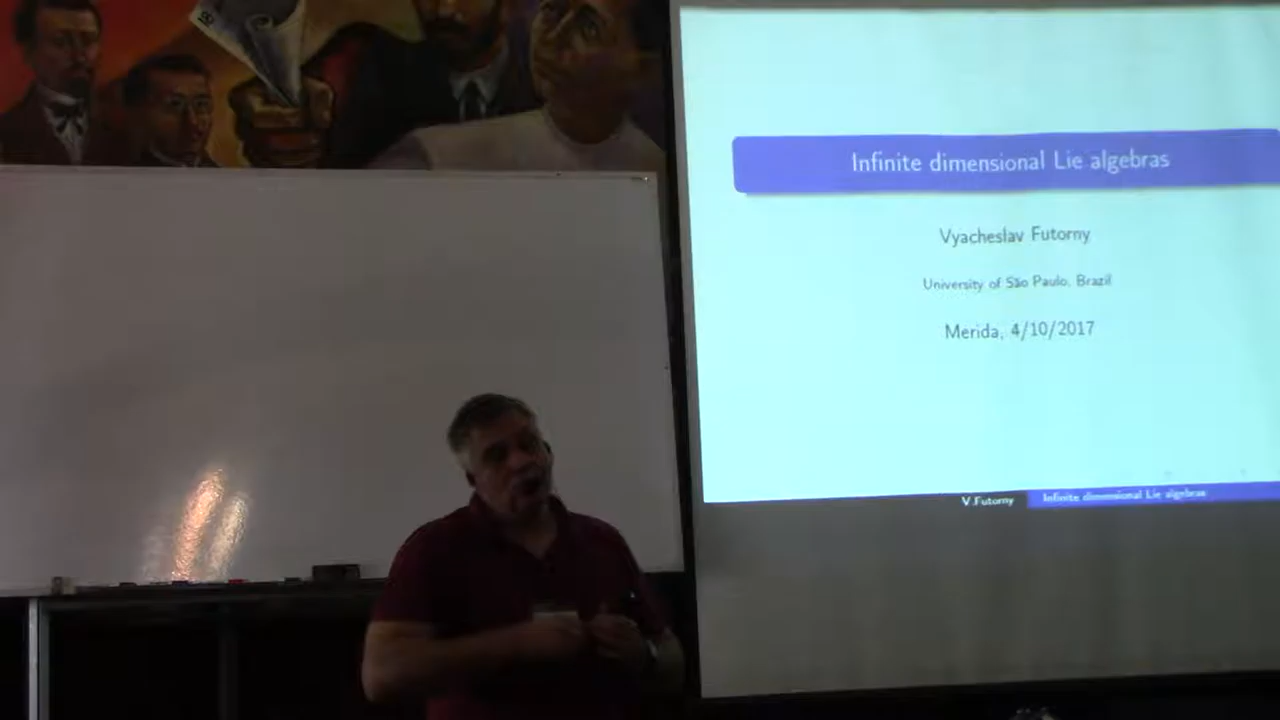 Infinite dimensional Lie algebras
Vyacheslav Futorny
University of São Paulo, Brazil
Merida, 4/10/2017
V.Futorny
Infinite dimensional Lie algebras